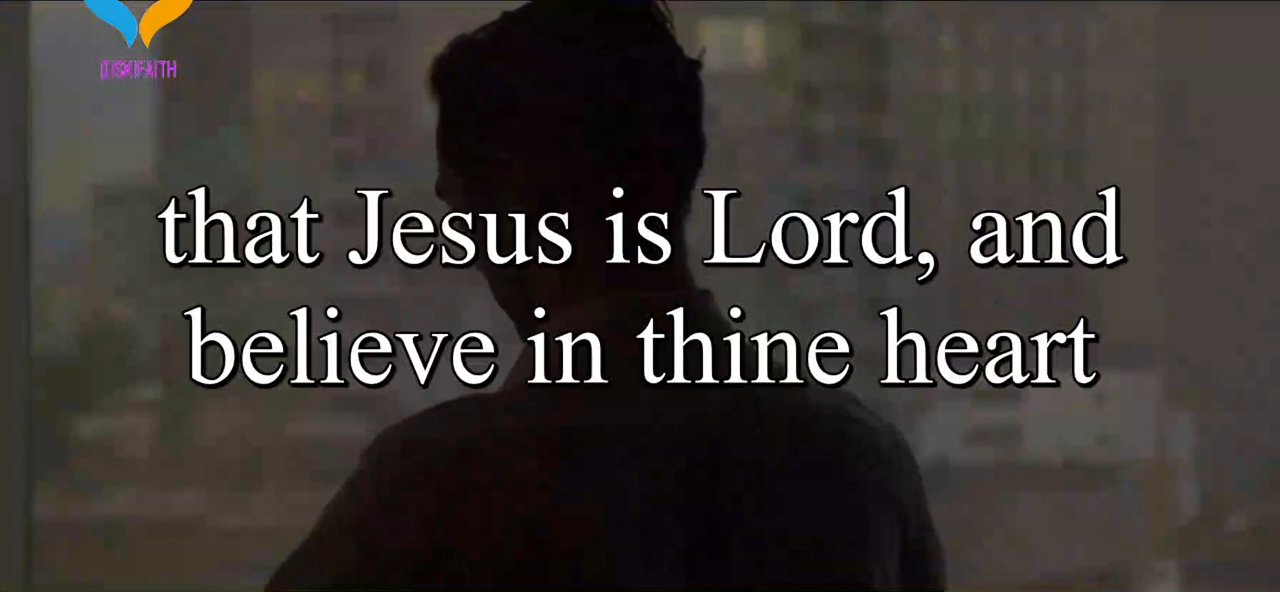 that Jesus is Lord, and
believe in thine heart